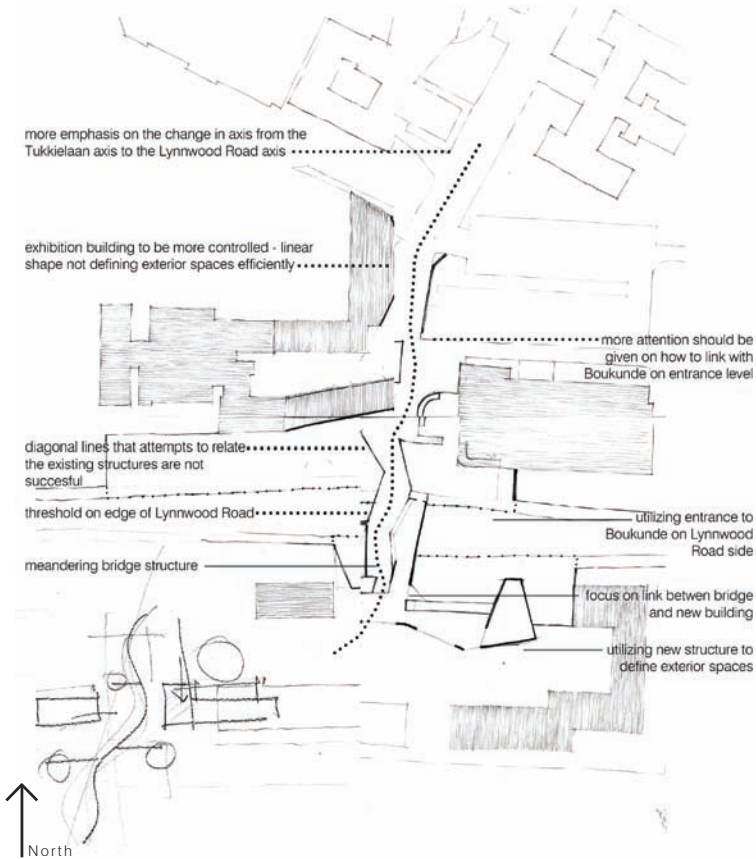 more emphasis on the change in axis from the
Tukkielaan axis to the Lynnwood Road axis
exhibition building to be more controlled - linear
shape not defining exterior spaces efficiently
more attention should be
given on how to link with
Boukunde on entrance level
diagonal lines that attempts to relate
the existing structures are not
succesful
threshold on edge of Lynnwood Road
utilizing entrance to
Boukunde on Lynnwood
Road side
meandering bridge structure
focus on link betwen bridge
and new building
utilizing new structure to
define exterior spaces
North